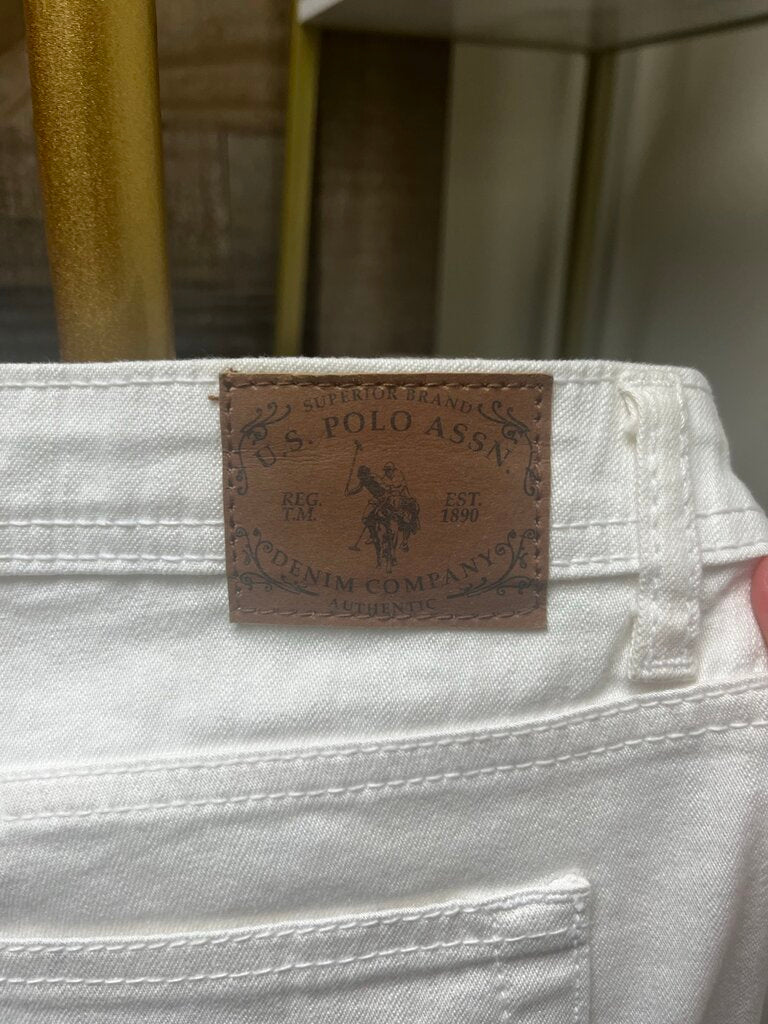 SUPERIOR BRAND
U.S. POLO ASSN.
REG. EST.
T.M. 1890
DENIM COMPANY
AUTHENTIC